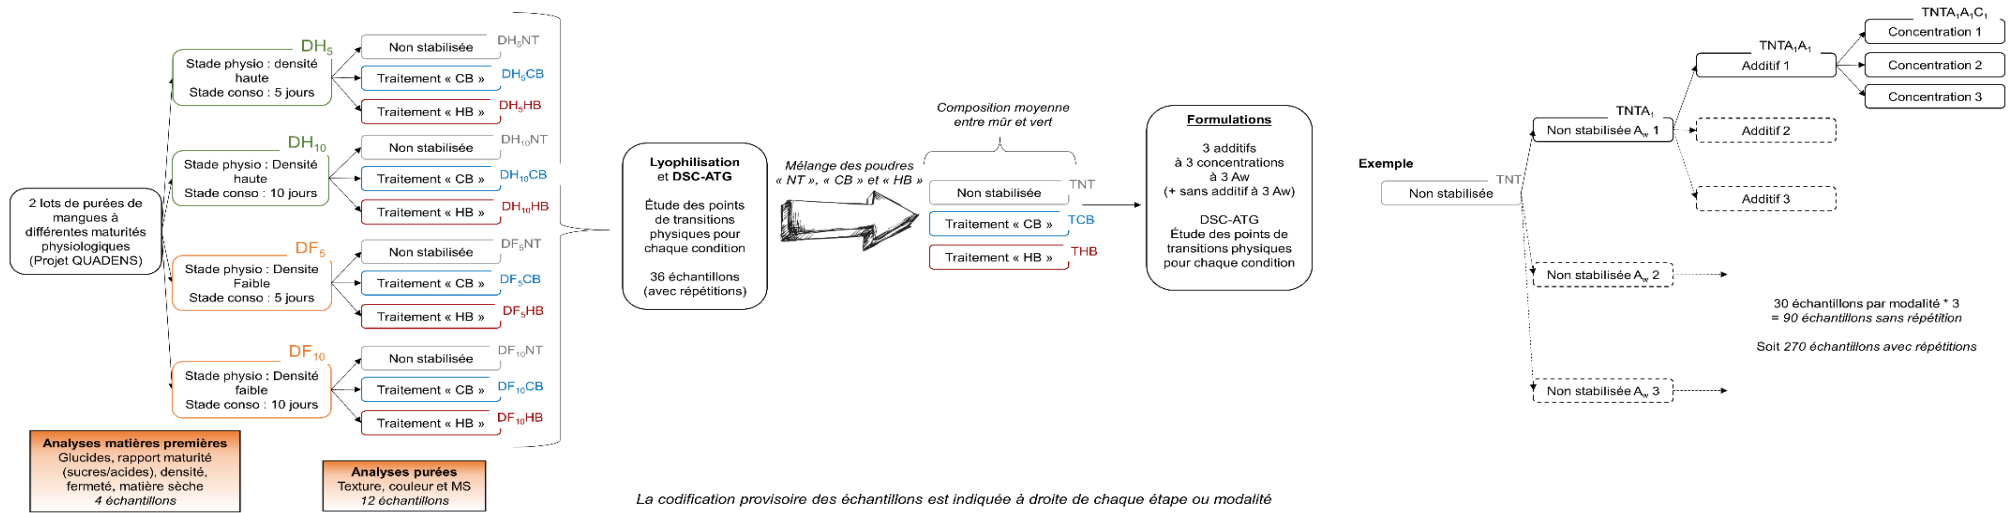 2 lots de purées de
mangues à
différentes maturités
physiologiques
(Projet QUADENS)
DH₅
Stade physio : densité
haute
Stade conso : 5 jours
Non stabilisée
DH₅NT
Traitement « CB »
DH₅CB
Traitement « HB »
DH₅HB
DH₁₀
Stade physio : Densité
haute
Stade conso : 10 jours
Non stabilisée
DH₁₀NT
Traitement « CB »
DH₁₀CB
Traitement « HB »
DH₁₀HB
DF₅
Stade physio : Densite
Faible
Stade conso : 5 jours
Non stabilisée
DF₅NT
Traitement « CB »
DF₅CB
Traitement « HB »
DF₅HB
DF₁₀
Stade physio : Densité
faible
Stade conso : 10 jours
Non stabilisée
DF₁₀NT
Traitement « CB »
DF₁₀CB
Traitement « HB »
DF₁₀HB
Analyses matières premières
Glucides, rapport maturité
(sucres/acides), densité,
fermeté, matière sèche
4 échantillons
Analyses purées
Texture, couleur et MS
12 échantillons
Lyophilisation
et DSC-ATG
Étude des points
de transitions
physiques pour
chaque condition
36 échantillons
(avec répétitions)
Mélange des poudres
« NT », « CB » et « HB »
Composition moyenne
entre mûr et vert
Non stabilisée
TNT
Traitement « CB »
TCB
Traitement « HB »
THB
Formulations
3 additifs
à 3 concentrations
à 3 Aw
(+ sans additif à 3 Aw)
DSC-ATG
Étude des points de
transitions physiques
pour chaque condition
La codification provisoire des échantillons est indiquée à droite de chaque étape ou modalité
Exemple
TNT
Non stabilisée
TNTA₁
Non stabilisée Aw 1
Non stabilisée Aw 2
Non stabilisée Aw 3
TNTA₁A₁
Additif 1
Additif 2
Additif 3
TNTA₁A₁C₁
Concentration 1
Concentration 2
Concentration 3
30 échantillons par modalité * 3
= 90 échantillons sans répétition
Soit 270 échantillons avec répétitions